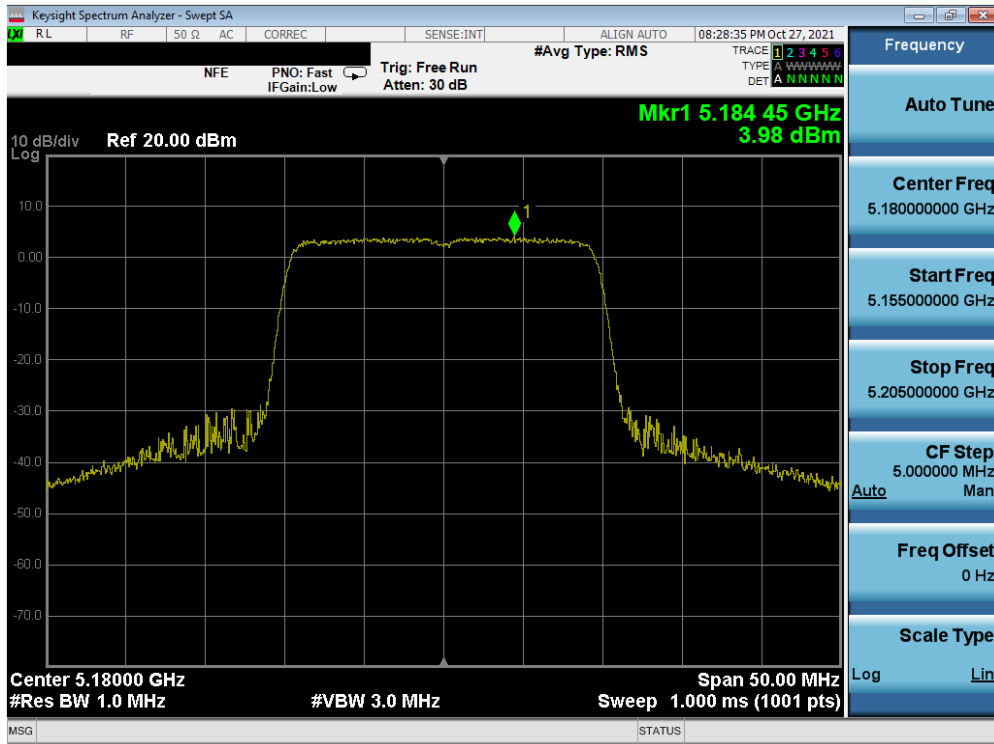 Keysight Spectrum Analyzer - Swept SA
LXI RL RF 50 Ω AC CORREC SENSE:INT ALIGN AUTO 08:28:35 PM Oct 27, 2021
#Avg Type: RMS TRACE 1 2 3 4 5 6
NFE PNO: Fast Trig: Free Run TYPE A WWWWW
IFGain:Low Atten: 30 dB DET A N N N N N
Mkr1 5.184 45 GHz
3.98 dBm
10 dB/div Ref 20.00 dBm
Log
1
10.0
0.00
-10.0
-20.0
-30.0
-40.0
-50.0
-60.0
-70.0
Center 5.18000 GHz Span 50.00 MHz
#Res BW 1.0 MHz #VBW 3.0 MHz Sweep 1.000 ms (1001 pts)
MSG STATUS
Frequency
Auto Tune
Center Freq
5.180000000 GHz
Start Freq
5.155000000 GHz
Stop Freq
5.205000000 GHz
CF Step
5.000000 MHz
Auto Man
Freq Offset
0 Hz
Scale Type
Log Lin